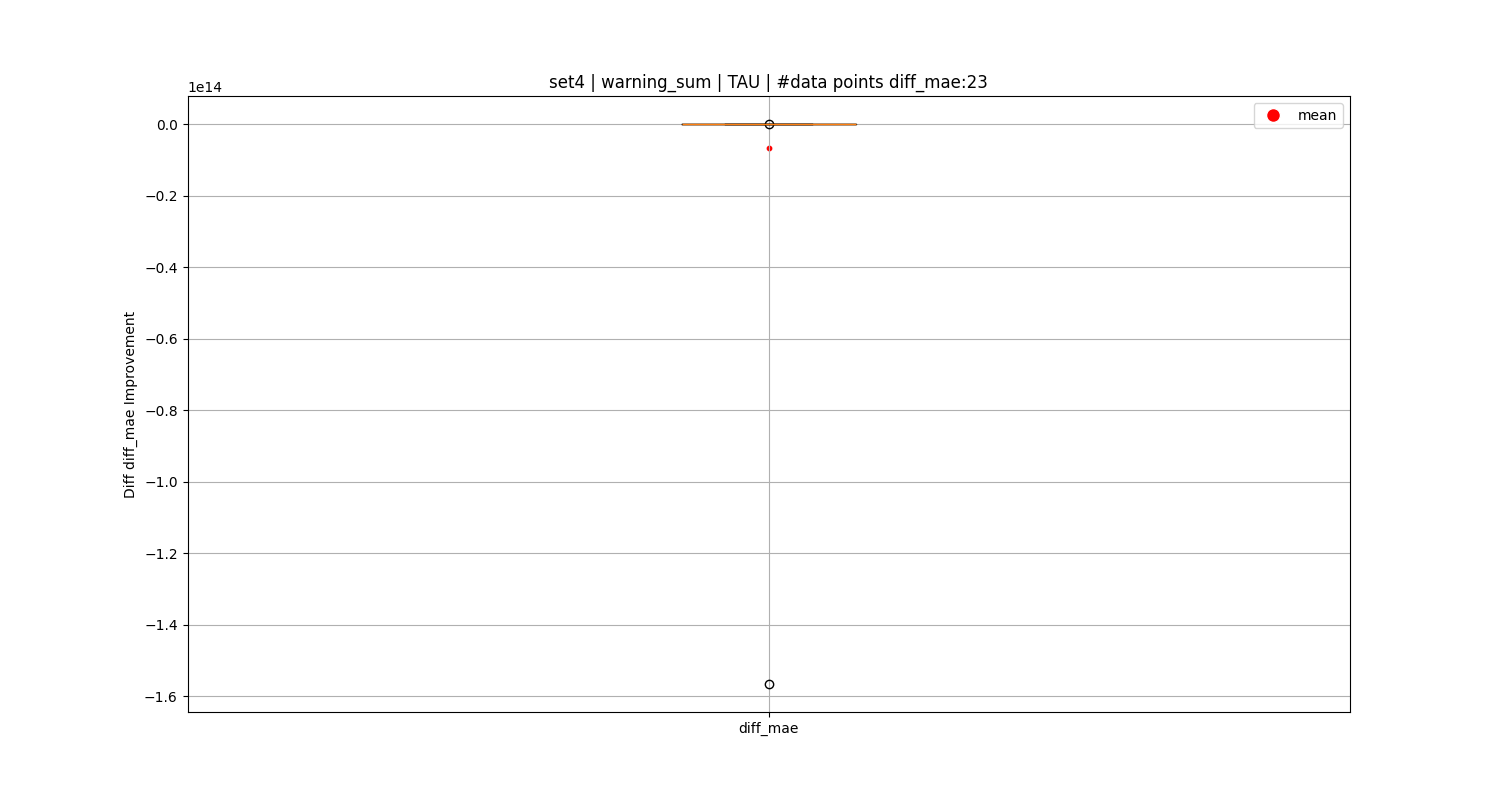 set4 | warning_sum | TAU | #data points diff_mae:23
1e14
mean
0.0
−0.2
−0.4
−0.6
−0.8
−1.0
−1.2
−1.4
−1.6
Diff diff_mae Improvement
diff_mae